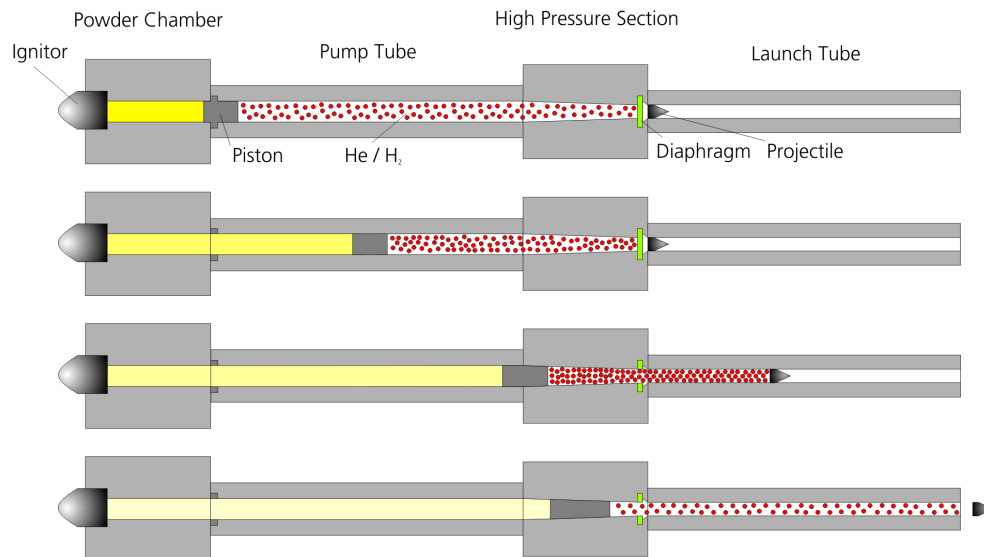 Powder Chamber
High Pressure Section
Ignitor
Pump Tube
Launch Tube
Piston
He / H₂
Diaphragm
Projectile